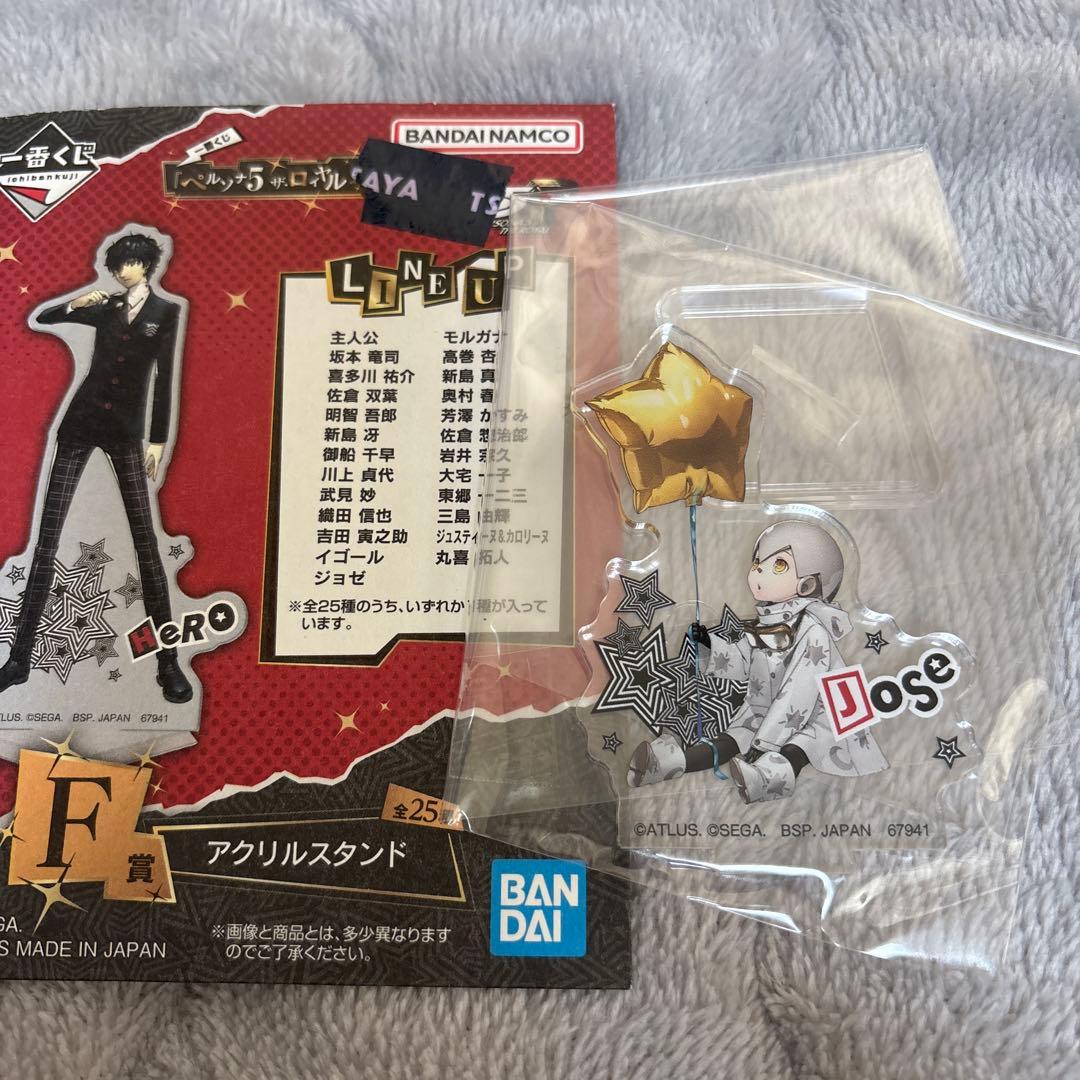 一番くじ
ichibankuji
BANDAI NAMCO
一番くじ
「ペルソナ5 ザ・ロイヤル
AYA TS
LINE UP
主人公 モルガナ
坂本 竜司 高巻 杏
喜多川 祐介 新島 真
佐倉 双葉 奥村 春
明智 吾郎 芳澤 かすみ
新島 冴 佐倉 惣治郎
御船 千早 岩井 宗久
川上 貞代 大宅 一子
武見 妙 東郷 一二三
織田 信也 三島 由輝
吉田 寅之助 ジュスティーヌ&カロリーヌ
イゴール 丸喜 拓人
ジョゼ
※全25種のうち、いずれか1種が入って
います。
HeRO
ATLUS. ©SEGA. BSP. JAPAN 67941
Jose
©ATLUS. ©SEGA. BSP. JAPAN 67941
F賞
全25種
アクリルスタンド
BAN
DAI
GA.
S MADE IN JAPAN
※画像と商品とは、多少異なります
のでご了承ください。